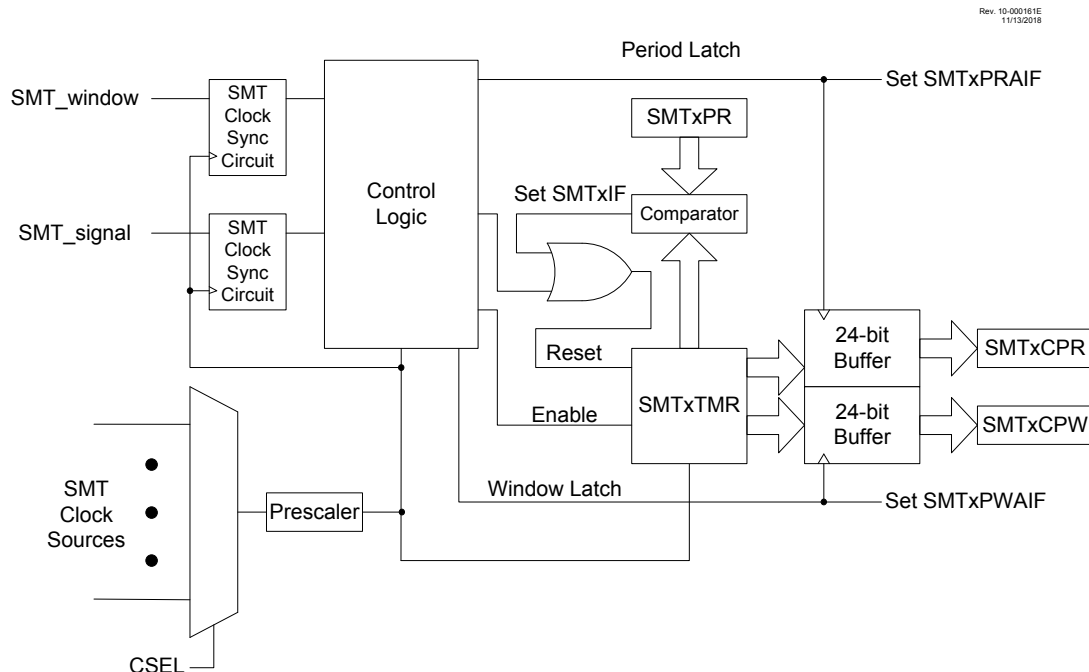 Rev. 10-000161E
11/13/2018
Period Latch
SMT_window
SMT
Clock
Sync
Circuit
Set SMTxPRAIF
SMTxPR
Control
Logic
Set SMTxIF
Comparator
SMT_signal
SMT
Clock
Sync
Circuit
Reset
24-bit
Buffer
SMTxCPR
SMTxTMR
Enable
24-bit
Buffer
SMTxCPW
Window Latch
Set SMTxPWAIF
SMT
Clock
Sources
Prescaler
CSEL